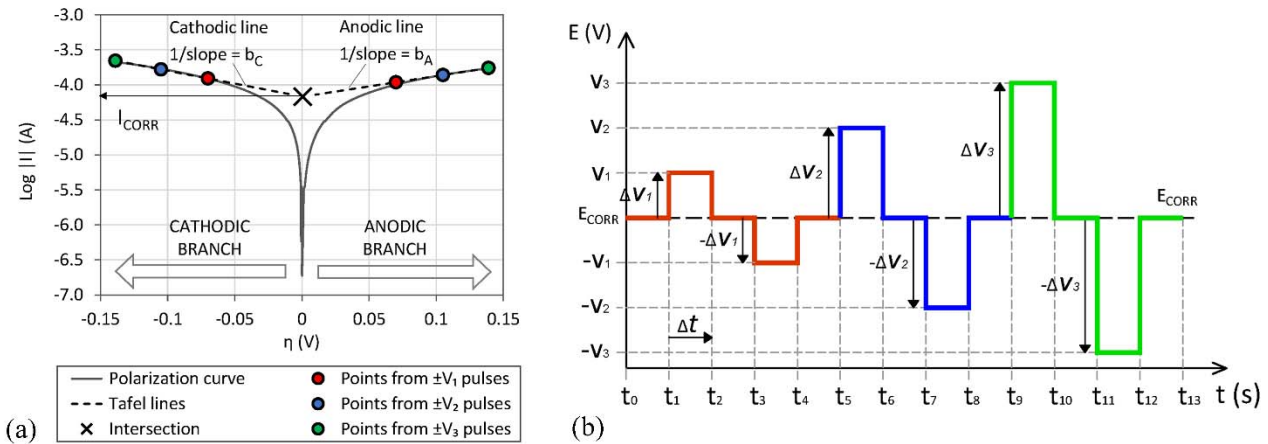 (a)
-3.0
-3.5
-4.0
-4.5
-5.0
-5.5
-6.0
-6.5
-7.0
Log |I| (A)
Cathodic line
1/slope = bC
Anodic line
1/slope = bA
ICORR
CATHODIC
BRANCH
ANODIC
BRANCH
-0.15 -0.1 -0.05 0 0.05 0.1 0.15
η (V)
Polarization curve
Tafel lines
Intersection
Points from ±V1 pulses
Points from ±V2 pulses
Points from ±V3 pulses
(b)
E (V)
V3
V2
V1
ECORR
-V1
-V2
-V3
ΔV1
-ΔV1
ΔV2
-ΔV2
ΔV3
-ΔV3
ECORR
Δt
t0 t1 t2 t3 t4 t5 t6 t7 t8 t9 t10 t11 t12 t13 t (s)